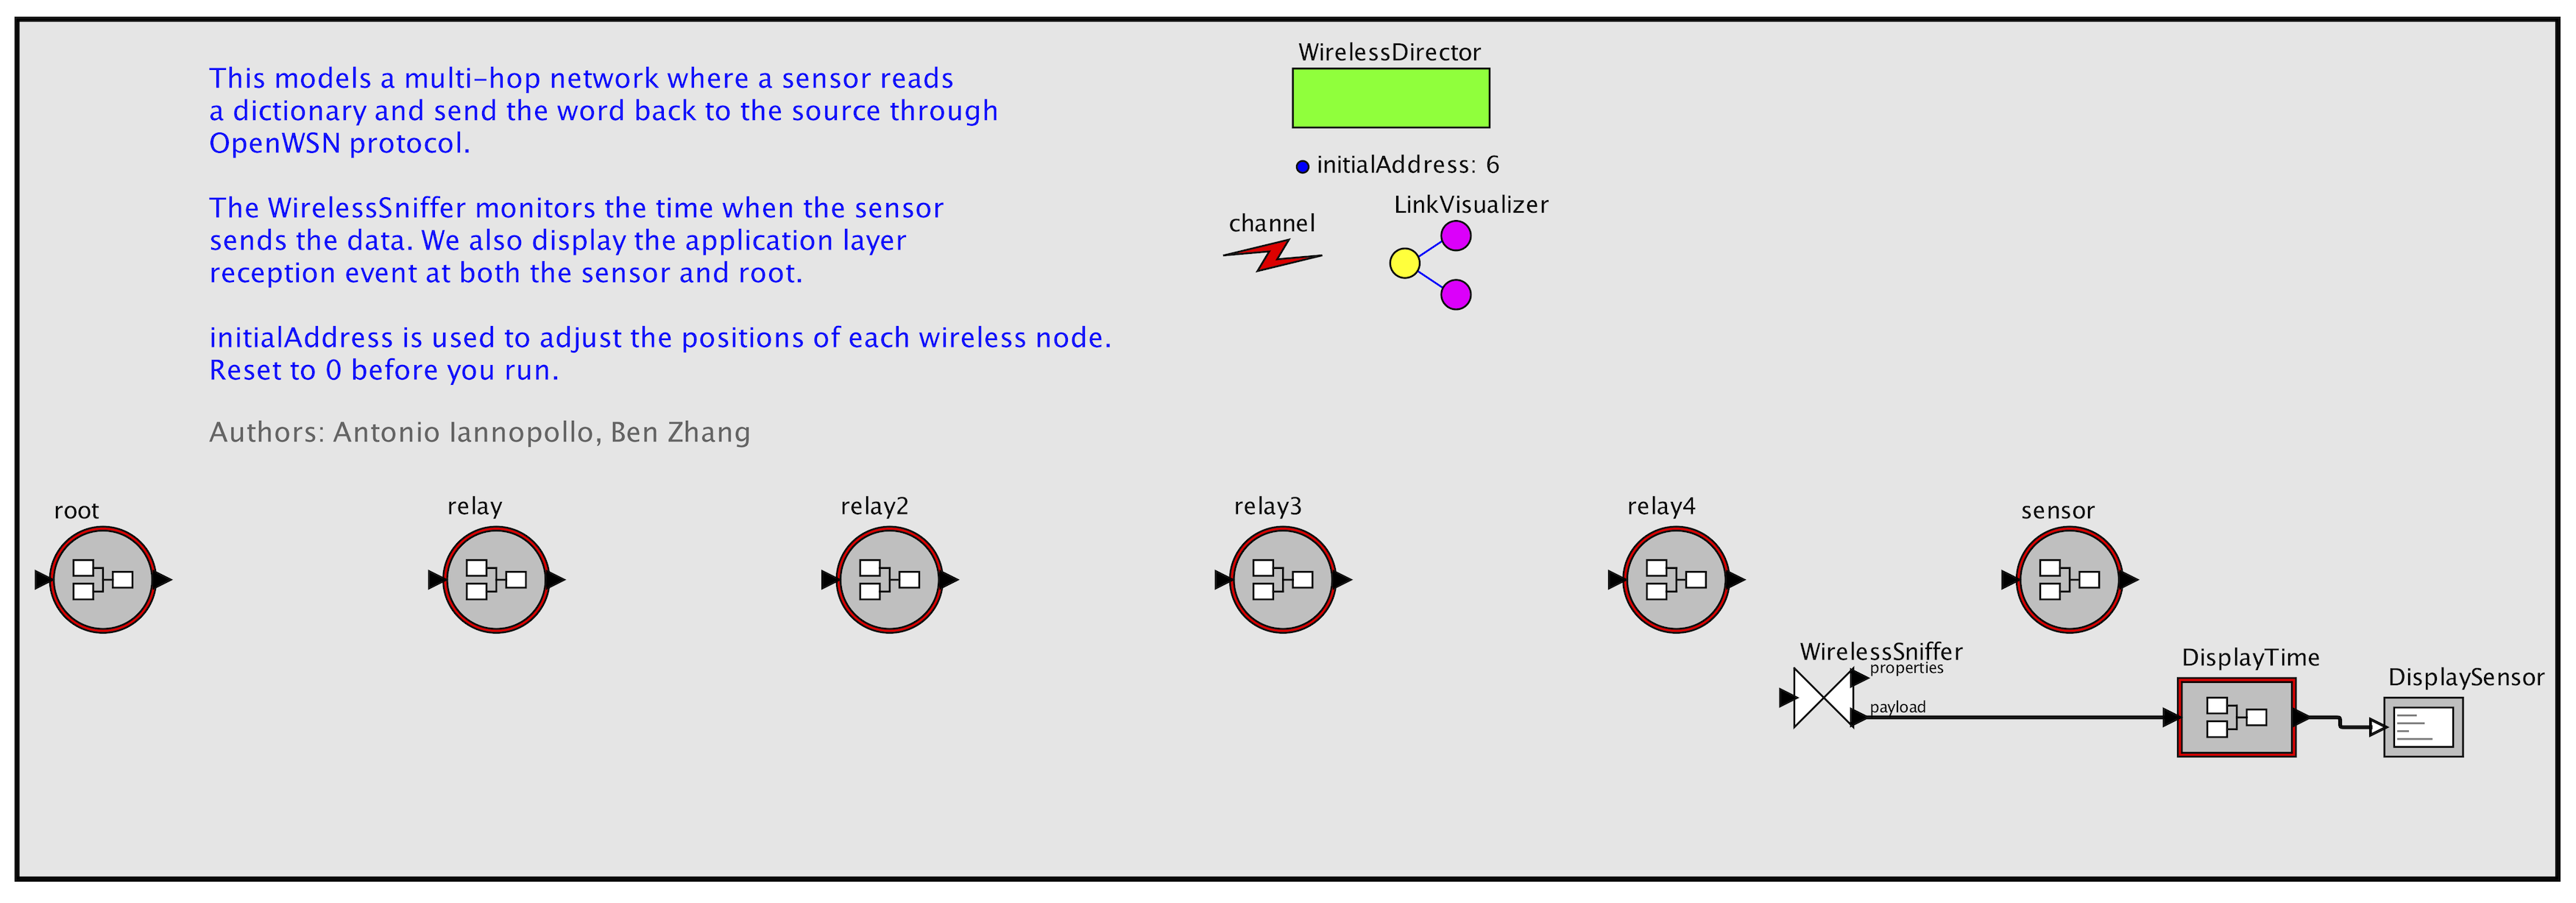 This models a multi-hop network where a sensor reads
a dictionary and send the word back to the source through
OpenWSN protocol.
The WirelessSniffer monitors the time when the sensor
sends the data. We also display the application layer
reception event at both the sensor and root.
initialAddress is used to adjust the positions of each wireless node.
Reset to 0 before you run.
Authors: Antonio Iannopollo, Ben Zhang
WirelessDirector
initialAddress: 6
channel
LinkVisualizer
root
relay
relay2
relay3
relay4
sensor
WirelessSniffer
properties
payload
DisplayTime
DisplaySensor